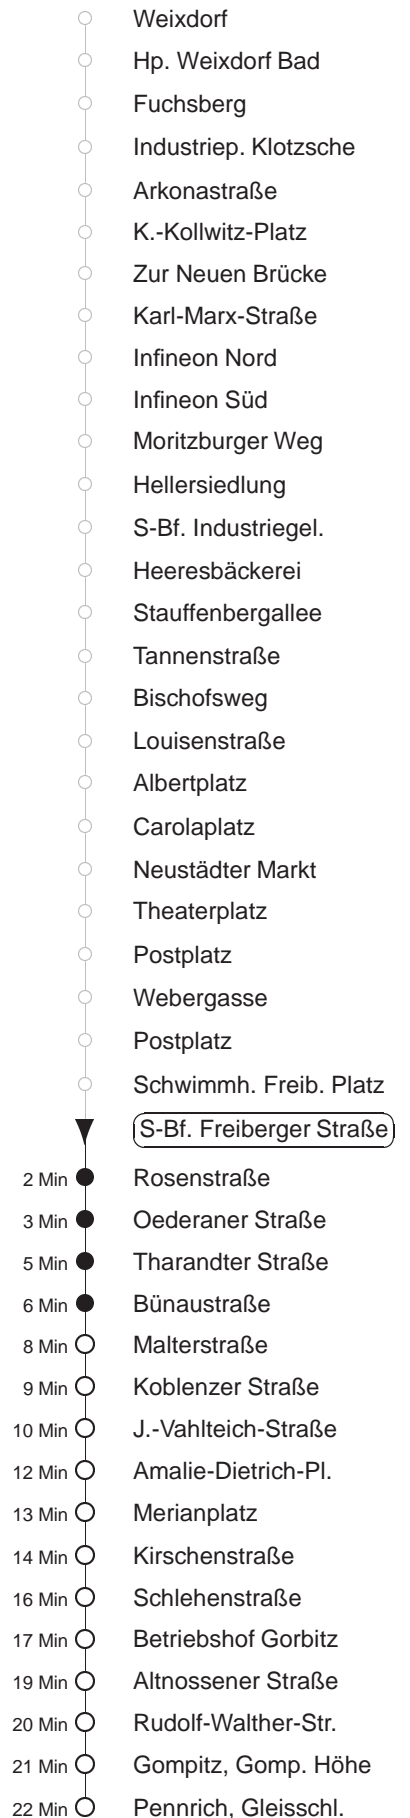 Weixdorf
Hp. Weixdorf Bad
Fuchsberg
Industriep. Klotzsche
Arkonastraße
K.-Kollwitz-Platz
Zur Neuen Brücke
Karl-Marx-Straße
Infineon Nord
Infineon Süd
Moritzburger Weg
Hellersiedlung
S-Bf. Industriegel.
Heeresbäckerei
Stauffenbergallee
Tannenstraße
Bischofsweg
Louisenstraße
Albertplatz
Carolaplatz
Neustädter Markt
Theaterplatz
Postplatz
Webergasse
Postplatz
Schwimmh. Freib. Platz
S-Bf. Freiberger Straße
2 Min Rosenstraße
3 Min Oederaner Straße
5 Min Tharandter Straße
6 Min Bünaustraße
8 Min Malterstraße
9 Min Koblenzer Straße
10 Min J.-Vahlteich-Straße
12 Min Amalie-Dietrich-Pl.
13 Min Merianplatz
14 Min Kirschenstraße
16 Min Schlehenstraße
17 Min Betriebshof Gorbitz
19 Min Altnossener Straße
20 Min Rudolf-Walther-Str.
21 Min Gompitz, Gomp. Höhe
22 Min Pennrich, Gleisschl.